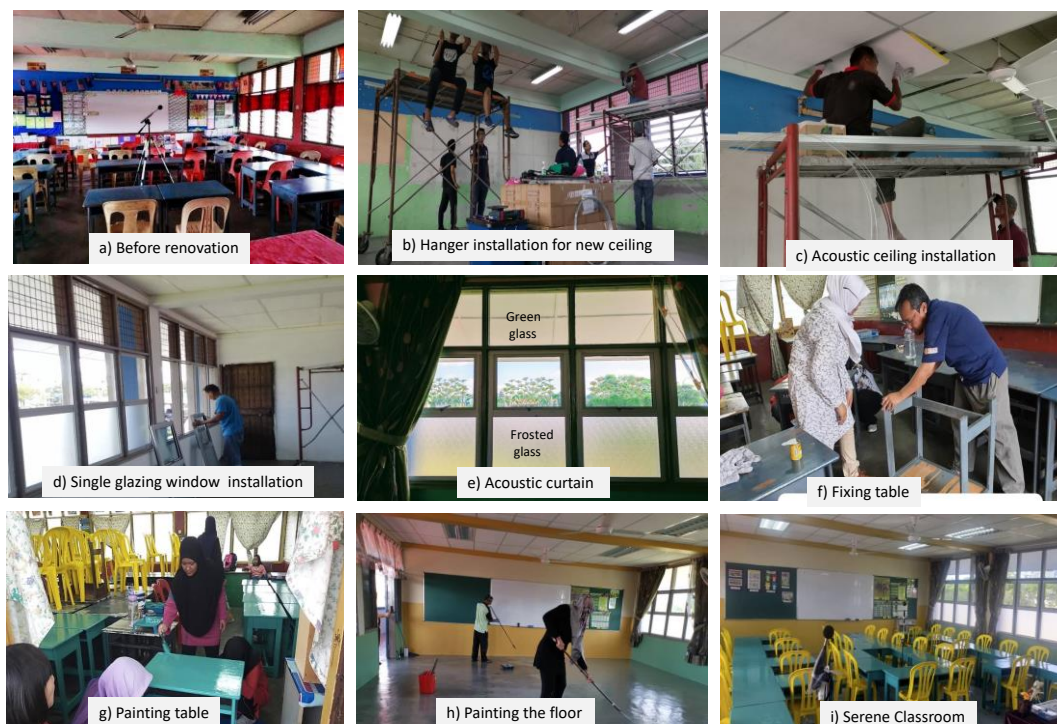 a) Before renovation
b) Hanger installation for new ceiling
c) Acoustic ceiling installation
d) Single glazing window  installation
Green
glass
Frosted
glass
e) Acoustic curtain
f) Fixing table
g) Painting table
h) Painting the floor
i) Serene Classroom